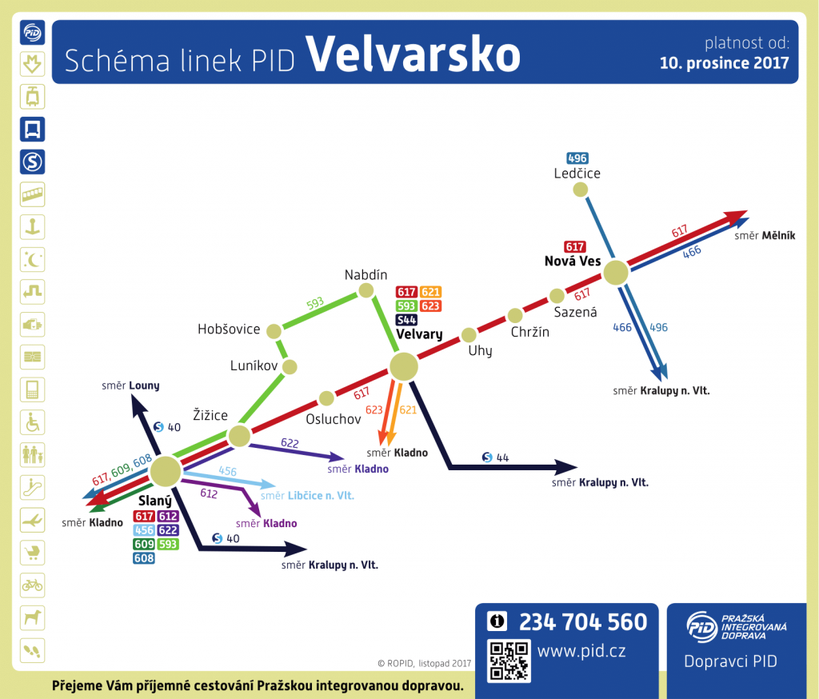 PID
Schéma linek PID Velvarsko
platnost od:
10. prosince 2017
496
Ledčice
617
466
směr Mělník
617
Nová Ves
617
Sazená
466
496
Chržín
Uhy
směr Kralupy n. Vlt.
Nabdín
593
617 621
593 623
S44
Velvary
Hobšovice
Luníkov
617
Osluchov
623
621
směr Kladno
směr Louny
S 40
Žižice
622
směr Kladno
S 44
směr Kralupy n. Vlt.
617, 609, 608
456
směr Libčice n. Vlt.
612
směr Kladno
Slaný
směr Kladno
617 612
456 622
609 593
608
S 40
směr Kralupy n. Vlt.
234 704 560
www.pid.cz
PID PRAŽSKÁ
INTEGROVANÁ
DOPRAVA
Dopravci PID
© ROPID, listopad 2017
Přejeme Vám příjemné cestování Pražskou integrovanou dopravou.